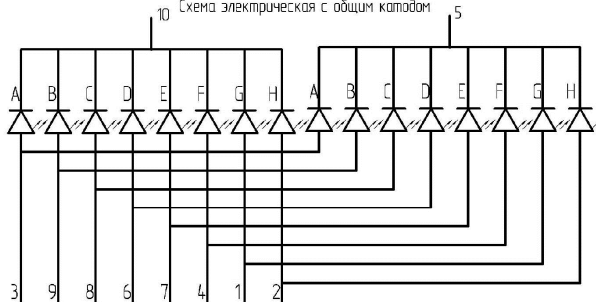 Схема электрическая с общим катодом
10 5
A B C D E F G H A B C D E F G H
3 9 8 6 7 4 1 2